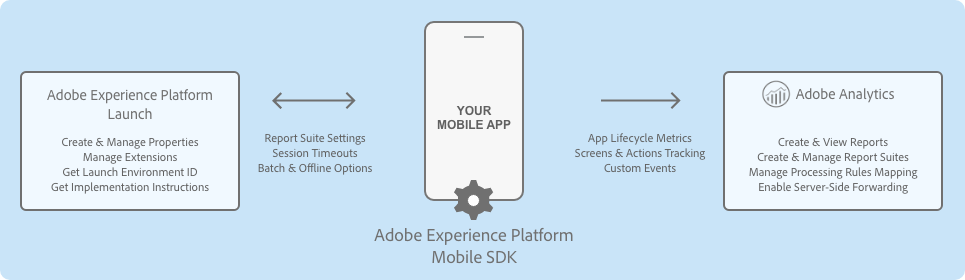 Adobe Experience Platform
Launch
Create & Manage Properties
Manage Extensions
Get Launch Environment ID
Get Implementation Instructions
Report Suite Settings
Session Timeouts
Batch & Offline Options
YOUR
MOBILE APP
Adobe Experience Platform
Mobile SDK
App Lifecycle Metrics
Screens & Actions Tracking
Custom Events
Adobe Analytics
Create & View Reports
Create & Manage Report Suites
Manage Processing Rules Mapping
Enable Server-Side Forwarding